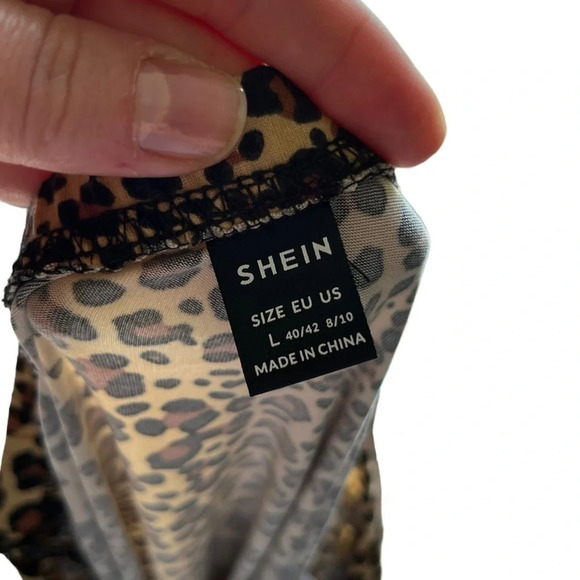 SHEIN
SIZE EU US
L 40/42 8/10
MADE IN CHINA